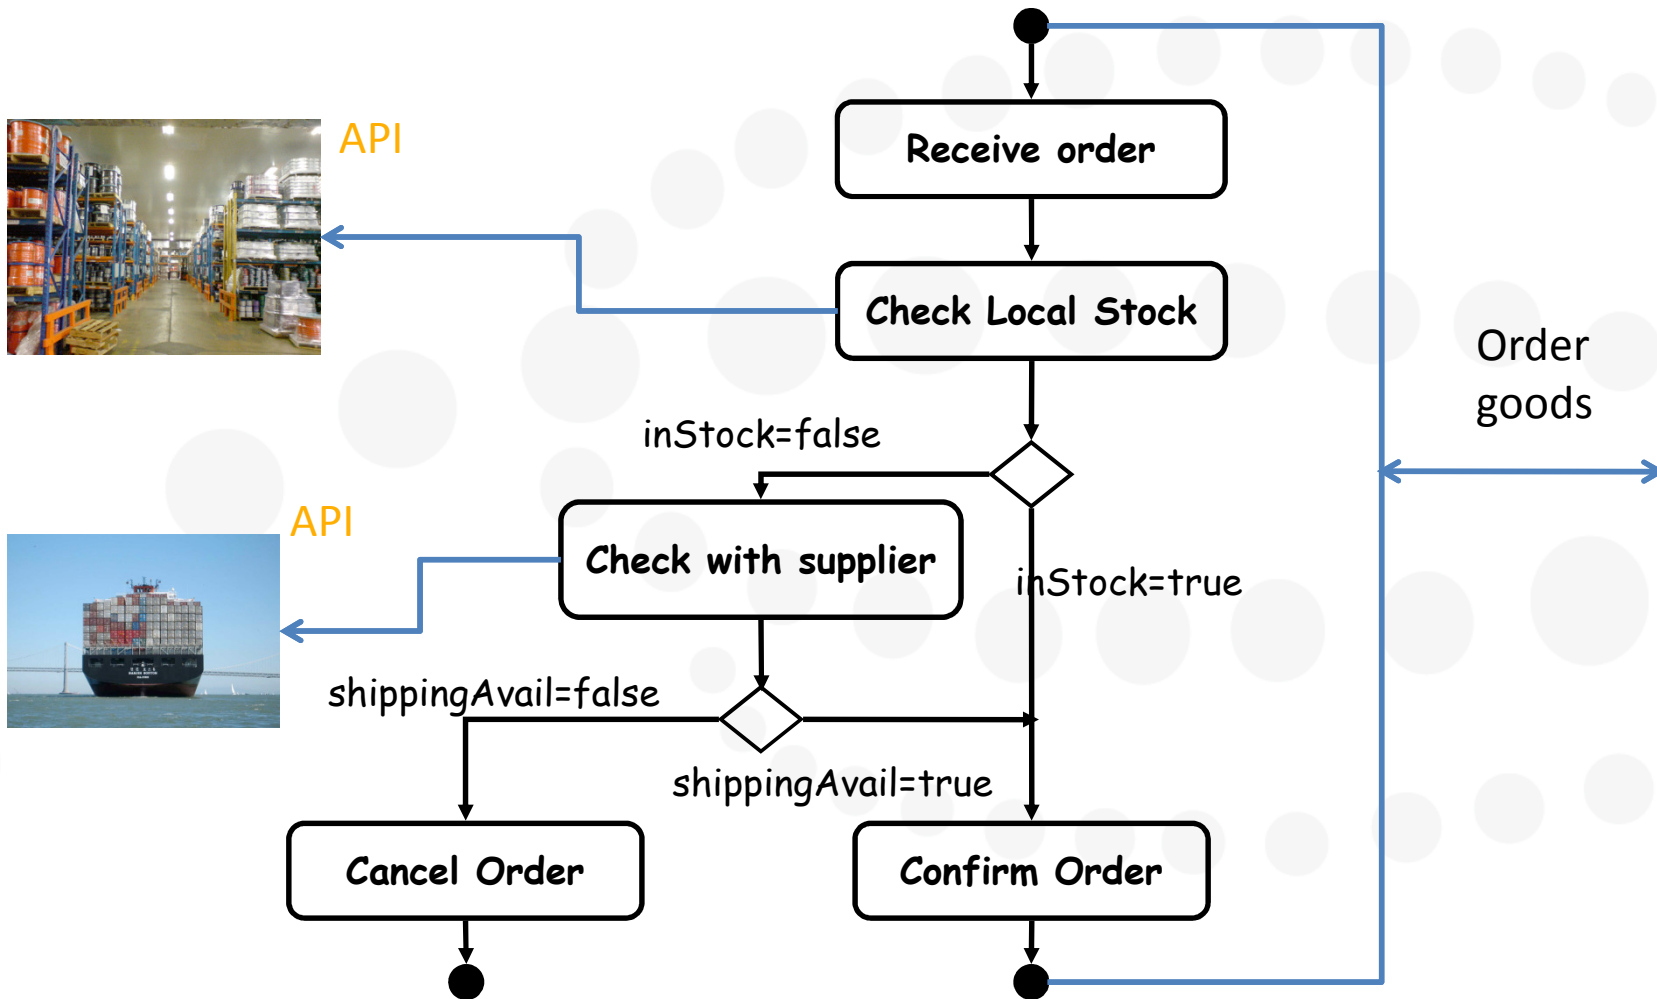 API
Receive order
Check Local Stock
Order
goods
inStock=false
API
Check with supplier
inStock=true
shippingAvail=false
shippingAvail=true
Cancel Order
Confirm Order